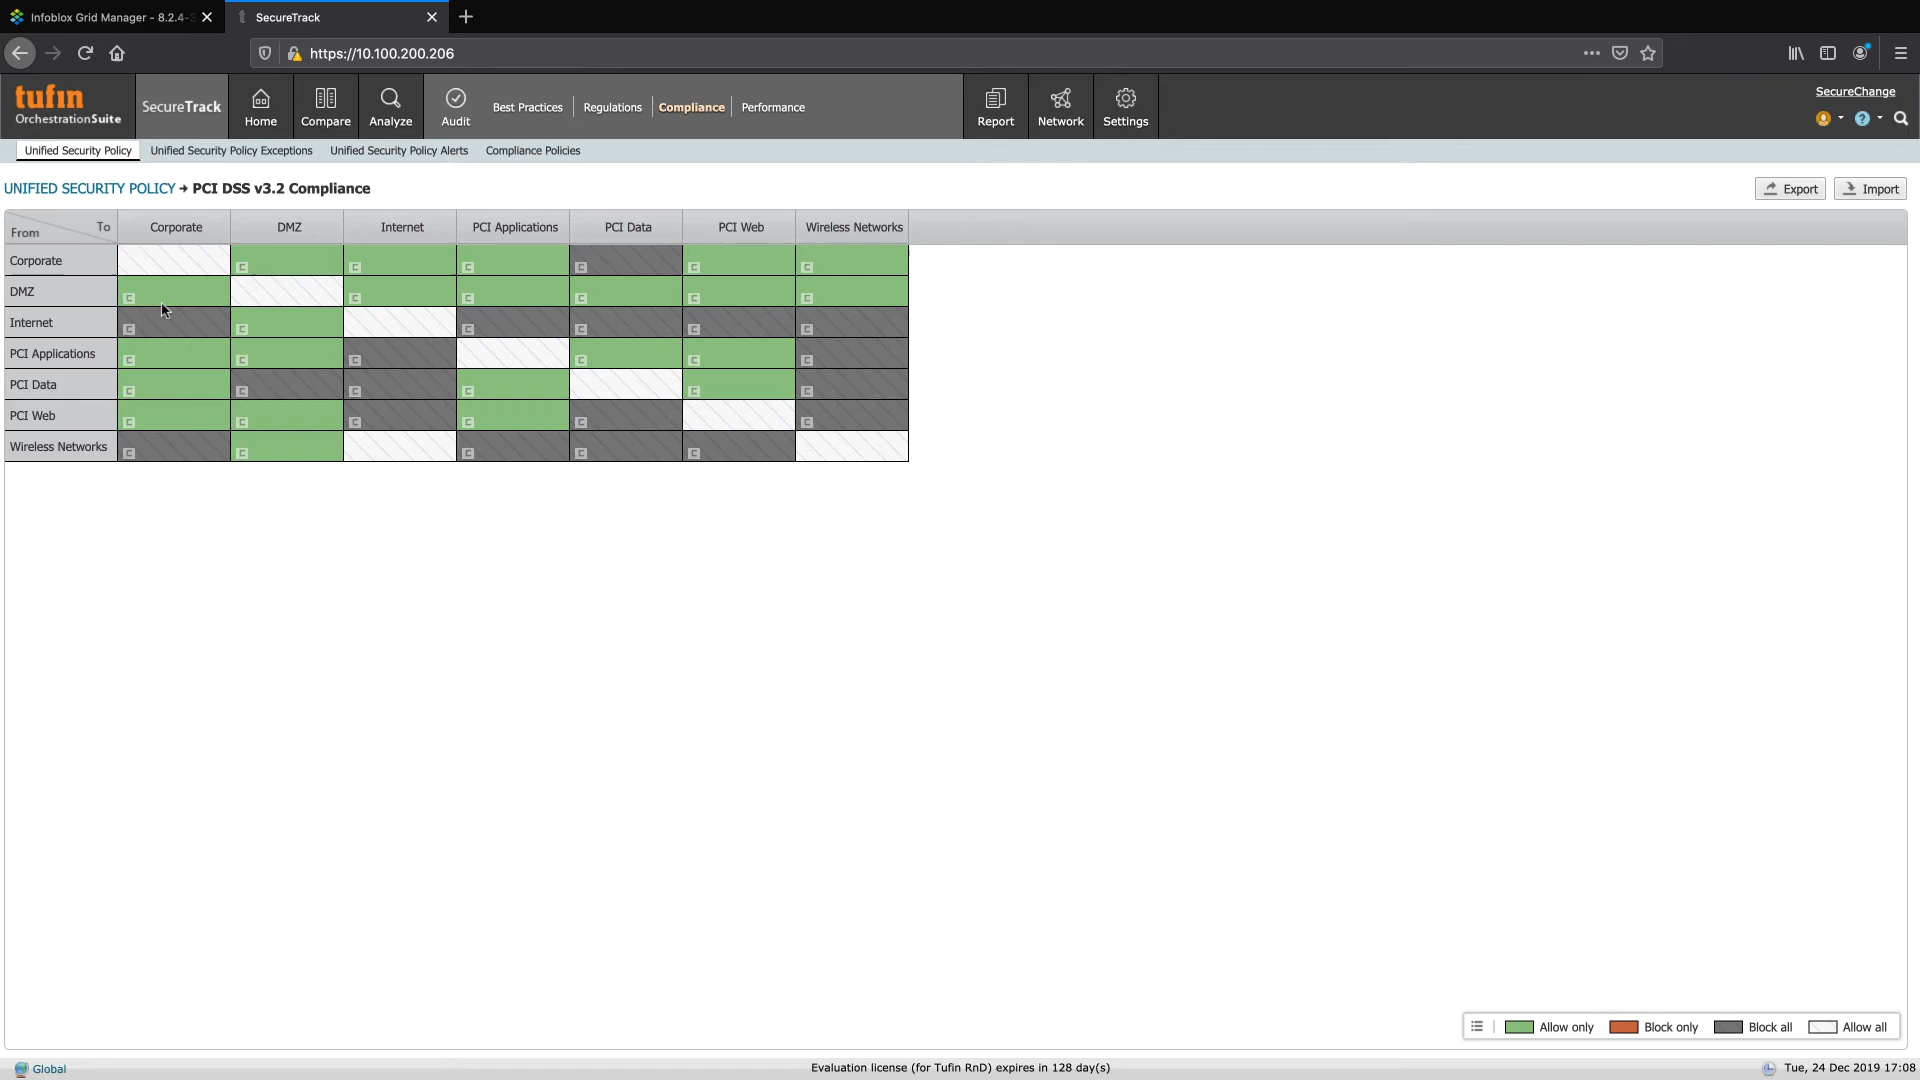 Infoblox Grid Manager - 8.2.4-
SecureTrack
https://10.100.200.206
tufin
OrchestrationSuite
SecureTrack
Home
Compare
Analyze
Audit
Best Practices
Regulations
Compliance
Performance
Report
Network
Settings
SecureChange
Unified Security Policy
Unified Security Policy Exceptions
Unified Security Policy Alerts
Compliance Policies
UNIFIED SECURITY POLICY → PCI DSS v3.2 Compliance
Export
Import
From To Corporate DMZ Internet PCI Applications PCI Data PCI Web Wireless Networks
Corporate C C C C C C
DMZ C C C C C C
Internet C C C C C C
PCI Applications C C C C C C
PCI Data C C C C C C
PCI Web C C C C C C
Wireless Networks C C C C C
Allow only Block only Block all Allow all
Global
Evaluation license (for Tufin RnD) expires in 128 day(s)
Tue, 24 Dec 2019 17:08